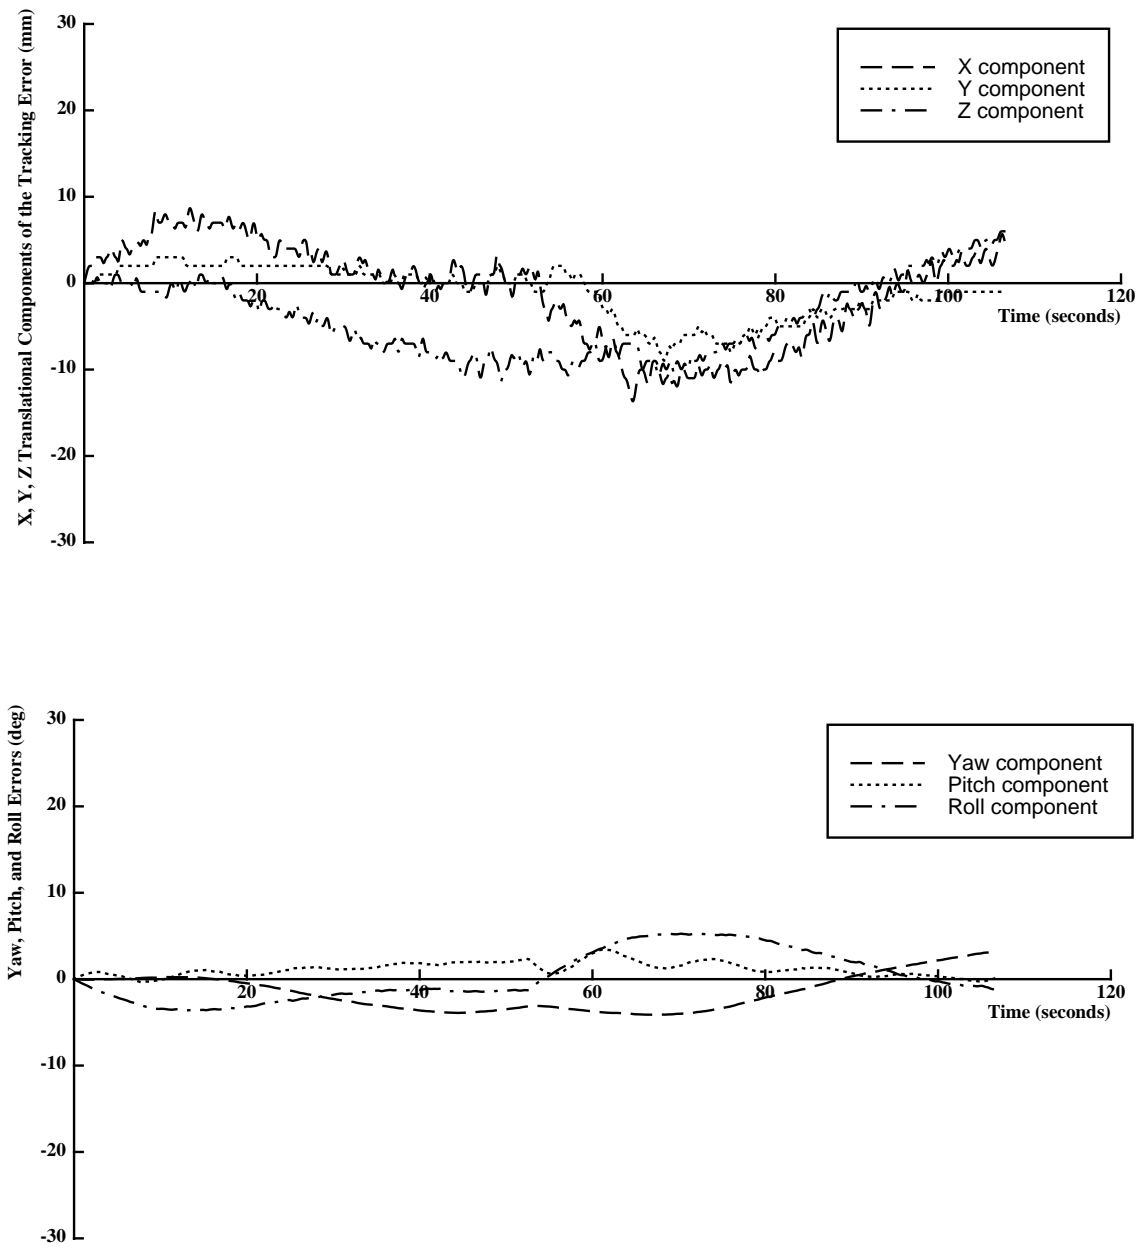 X, Y, Z Translational Components of the Tracking Error (mm)
30
20
10
0
-10
-20
-30
20
40
60
80
100
120
Time (seconds)
X component
Y component
Z component
Yaw, Pitch, and Roll Errors (deg)
30
20
10
0
-10
-20
-30
20
40
60
80
100
120
Time (seconds)
Yaw component
Pitch component
Roll component